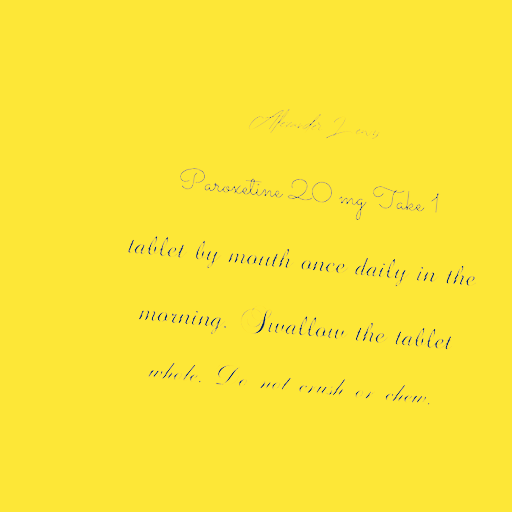 Alexander Lewis
Paroxetine 20 mg Take 1
tablet by mouth once daily in the
morning. Swallow the tablet
whole. Do not crush or chew.